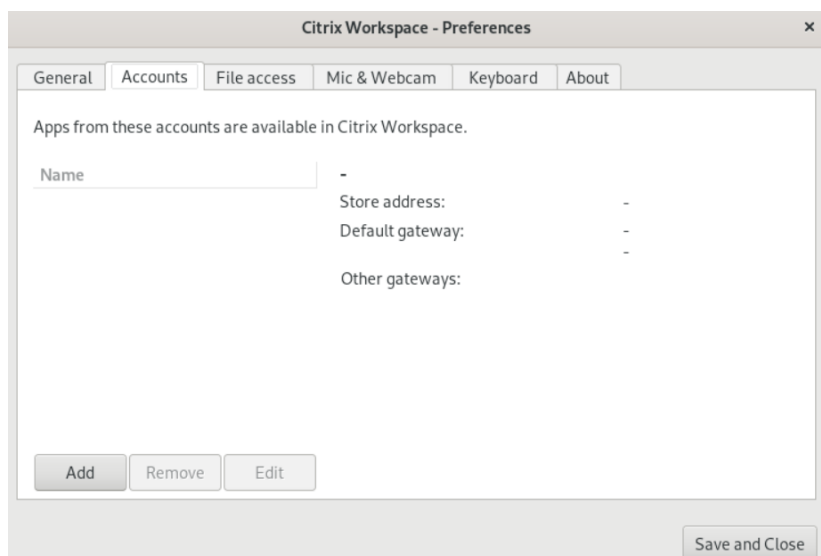 Citrix Workspace - Preferences ×
General Accounts File access Mic & Webcam Keyboard About
Apps from these accounts are available in Citrix Workspace.
Name -
Store address: -
Default gateway: -
-
Other gateways:
Add Remove Edit
Save and Close